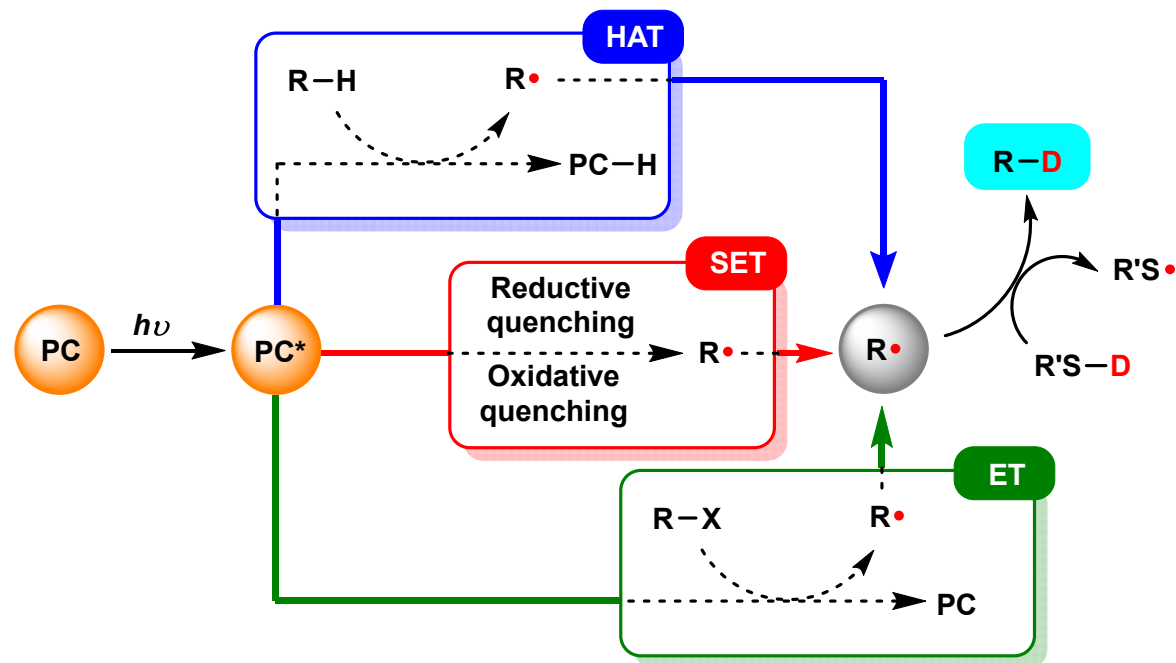 HAT
R–H
R•
PC–H
R–D
SET
Reductive
quenching
R'S•
PC
hυ
PC*
R•
R•
Oxidative
quenching
R'S–D
ET
R–X
R•
PC